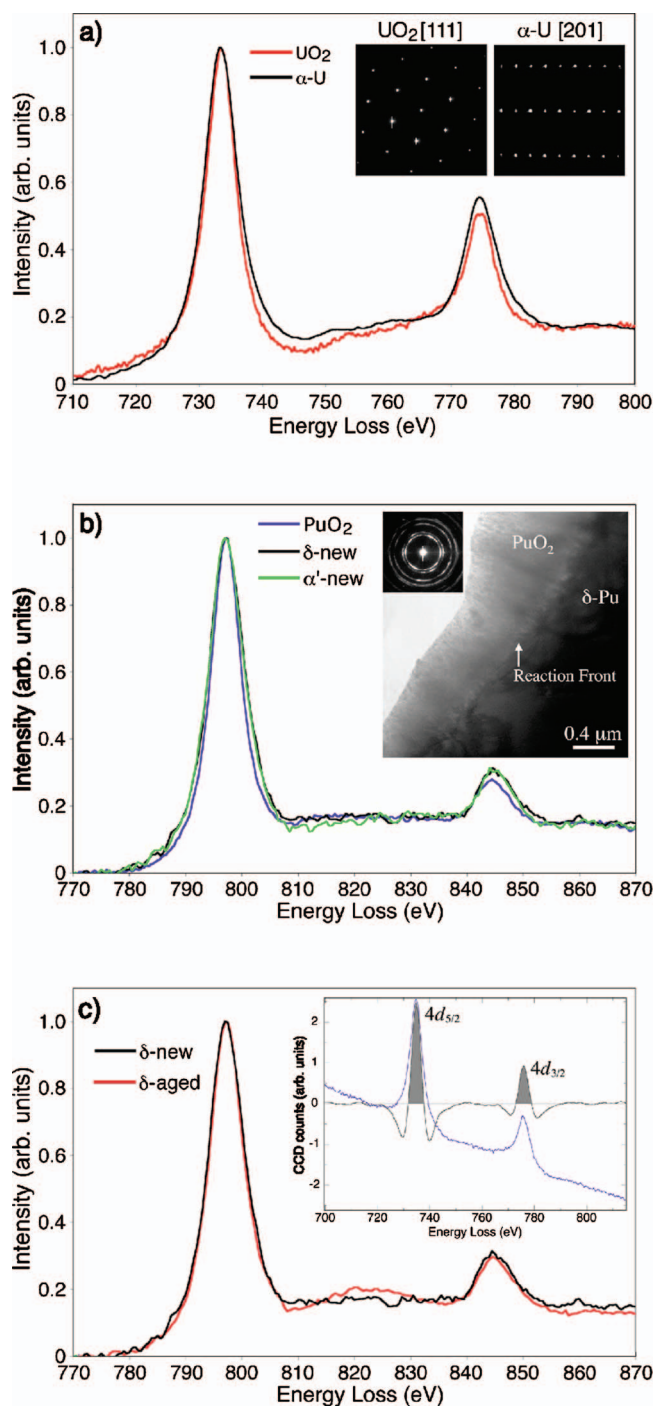 a)
UO2
α-U
UO2 [111]
α-U [201]
Intensity (arb. units)
1.0
0.8
0.6
0.4
0.2
0
710 720 730 740 750 760 770 780 790 800
Energy Loss (eV)
b)
PuO2
δ-new
α'-new
PuO2
δ-Pu
Reaction Front
0.4 μm
Intensity (arb. units)
1.0
0.8
0.6
0.4
0.2
0
770 780 790 800 810 820 830 840 850 860 870
Energy Loss (eV)
c)
δ-new
δ-aged
4d5/2
4d3/2
CCD counts (arb. units)
2
1
0
-1
-2
700 720 740 760 780 800
Energy Loss (eV)
Intensity (arb. units)
1.0
0.8
0.6
0.4
0.2
0
770 780 790 800 810 820 830 840 850 860 870
Energy Loss (eV)